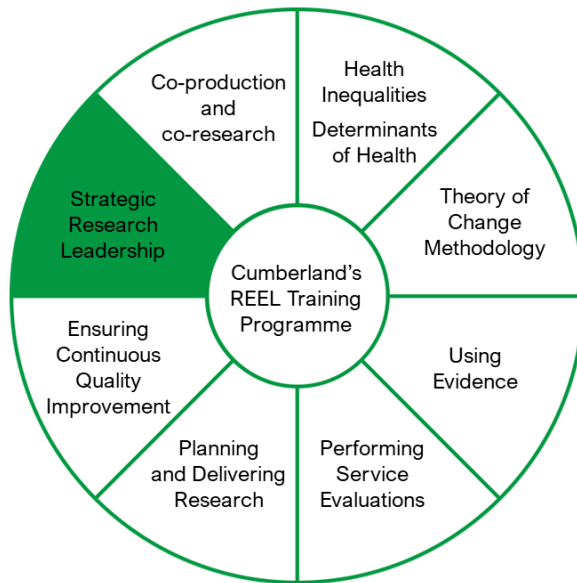 Co-production
and
co-research
Health
Inequalities
Determinants
of Health
Theory of
Change
Methodology
Using
Evidence
Performing
Service
Evaluations
Planning
and Delivering
Research
Ensuring
Continuous
Quality
Improvement
Strategic
Research
Leadership
Cumberland’s
REEL Training
Programme